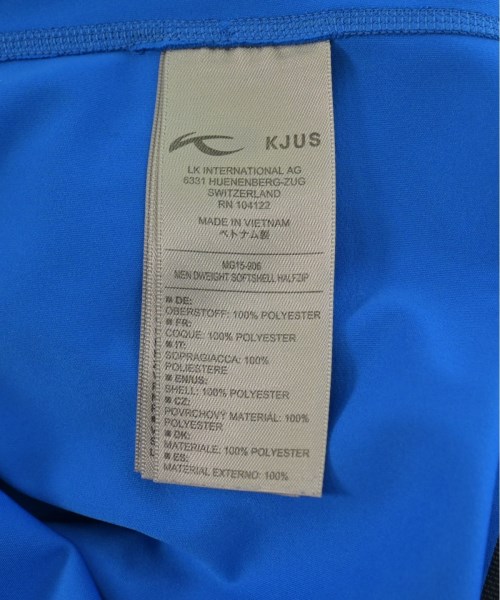 KJUS
LK INTERNATIONAL AG
6331 HUENENBERG-ZUG
SWITZERLAND
RN 104122
MADE IN VIETNAM
ベトナム製
MG15-906
MEN DWEIGHT SOFTSHELL HALFZIP
DE:
OBERSTOFF: 100% POLYESTER
FR:
COQUE: 100% POLYESTER
IT:
SOPRAGIACCA: 100%
POLIESTERE
EN/US:
SHELL: 100% POLYESTER
CZ:
POVRCHOVÝ MATERIAL: 100%
POLYESTER
DK:
MATERIALE: 100% POLYESTER
ES:
MATERIAL EXTERNO: 100%